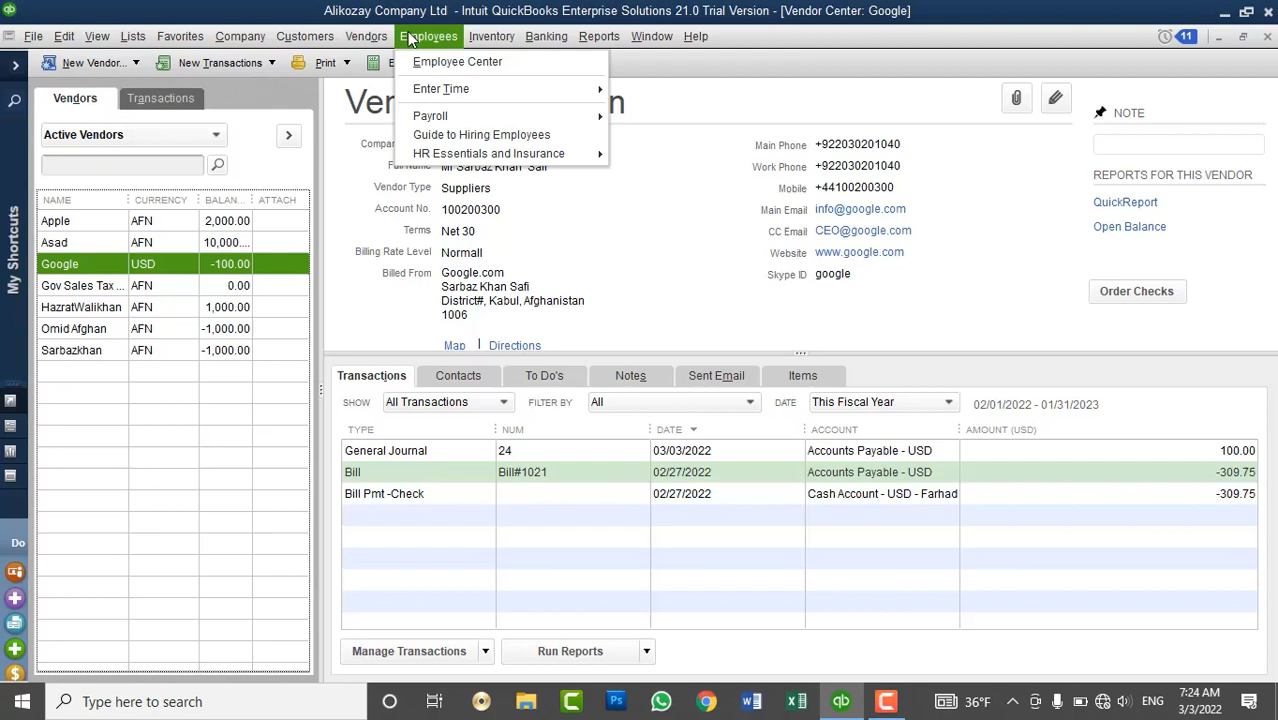 Alikozay Company Ltd - Intuit QuickBooks Enterprise Solutions 21.0 Trial Version - [Vendor Center: Google]
File Edit View Lists Favorites Company Customers Vendors Employees Inventory Banking Reports Window Help 11
New Vendor... New Transactions Print
Employee Center
Enter Time
Payroll
Guide to Hiring Employees
HR Essentials and Insurance
My Shortcuts
Do
Vendors Transactions
Active Vendors
NAME CURRENCY BALAN... ATTACH
Apple AFN 2,000.00
Asad AFN 10,000....
Google USD -100.00
Gov Sales Tax ... AFN 0.00
HazratWalikhan AFN 1,000.00
Omid Afghan AFN -1,000.00
Sarbazkhan AFN -1,000.00
Full Name Mr Sarbaz Khan Safi
Vendor Type Suppliers
Account No. 100200300
Terms Net 30
Billing Rate Level Normall
Billed From Google.com
Sarbaz Khan Safi
District#, Kabul, Afghanistan
1006
Map Directions
Main Phone +922030201040
Work Phone +922030201040
Mobile +44100200300
Main Email info@google.com
CC Email CEO@google.com
Website www.google.com
Skype ID google
NOTE
REPORTS FOR THIS VENDOR
QuickReport
Open Balance
Order Checks
Transactions Contacts To Do's Notes Sent Email Items
SHOW All Transactions FILTER BY All DATE This Fiscal Year 02/01/2022 - 01/31/2023
TYPE NUM DATE ACCOUNT AMOUNT (USD)
General Journal 24 03/03/2022 Accounts Payable - USD 100.00
Bill Bill#1021 02/27/2022 Accounts Payable - USD -309.75
Bill Pmt -Check 02/27/2022 Cash Account - USD - Farhad -309.75
Manage Transactions Run Reports
Type here to search
36°F ENG
7:24 AM
3/3/2022